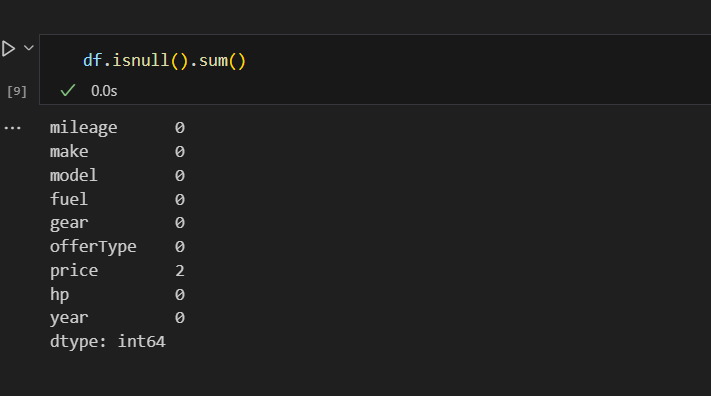 df.isnull().sum()
[9]
0.0s
mileage 0
make 0
model 0
fuel 0
gear 0
offerType 0
price 2
hp 0
year 0
dtype: int64